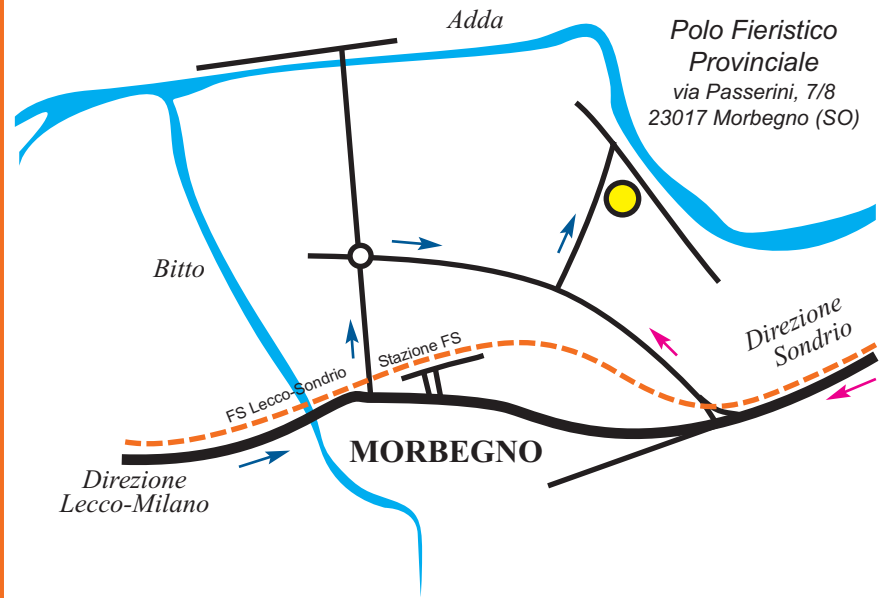 Adda
Polo Fieristico
Provinciale
via Passerini, 7/8
23017 Morbegno (SO)
Bitto
Direzione
Sondrio
Stazione FS
FS Lecco-Sondrio
MORBEGNO
Direzione
Lecco-Milano